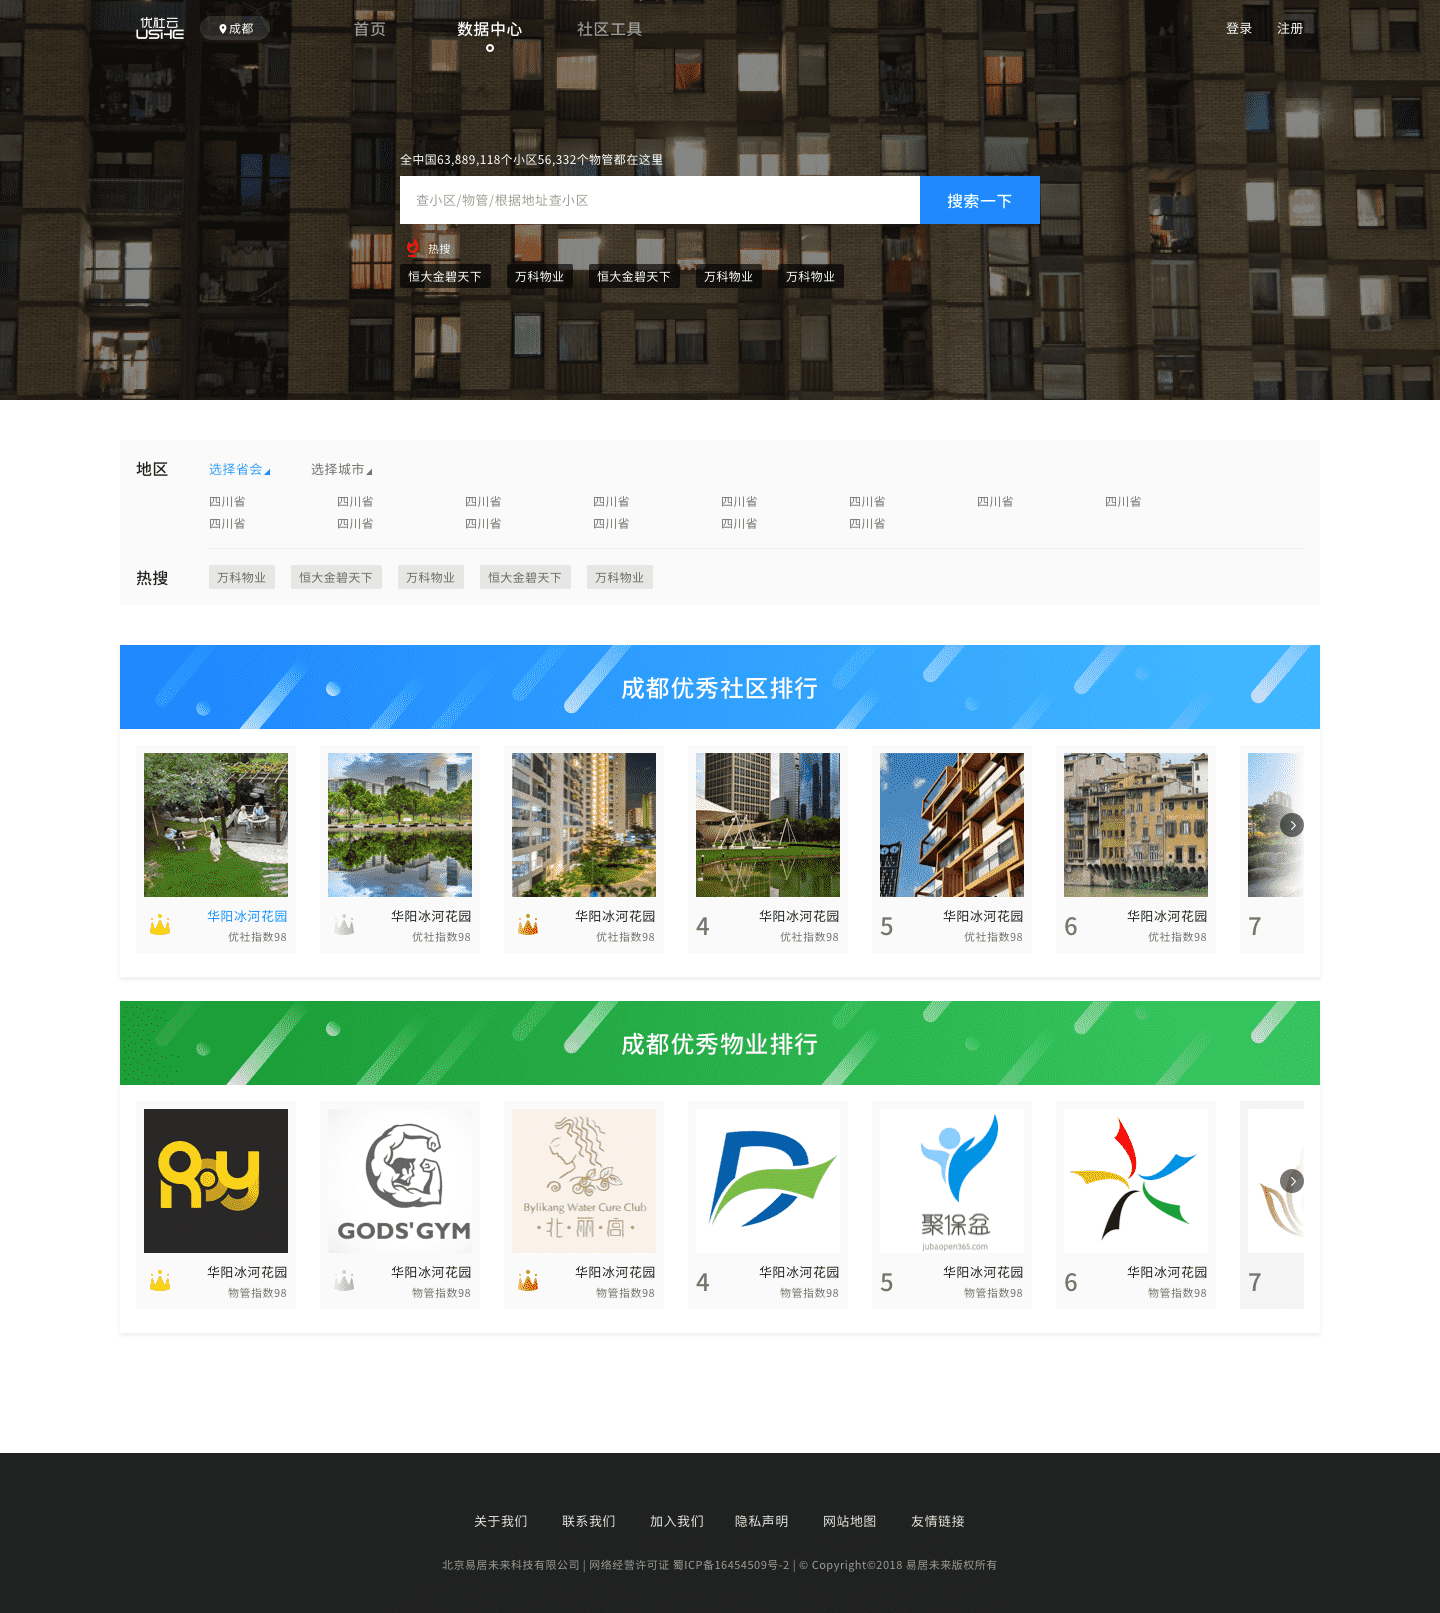 优社云
USHE
成都
首页 数据中心 社区工具
登录 注册
全中国63,889,118个小区56,332个物管都在这里
查小区/物管/根据地址查小区
搜索一下
热搜
恒大金碧天下 万科物业 恒大金碧天下 万科物业 万科物业
地区 选择省会 选择城市
四川省 四川省 四川省 四川省 四川省 四川省 四川省 四川省
四川省 四川省 四川省 四川省 四川省 四川省
热搜 万科物业 恒大金碧天下 万科物业 恒大金碧天下 万科物业
成都优秀社区排行
华阳冰河花园 华阳冰河花园 华阳冰河花园 4 华阳冰河花园 5 华阳冰河花园 6 华阳冰河花园 7
优社指数98 优社指数98 优社指数98 优社指数98 优社指数98 优社指数98
成都优秀物业排行
Roy
GODS'GYM
Bylikang Water Cure Club
·北·丽·宫·
聚保盆
jubaopen365.com
华阳冰河花园 华阳冰河花园 华阳冰河花园 4 华阳冰河花园 5 华阳冰河花园 6 华阳冰河花园 7
物管指数98 物管指数98 物管指数98 物管指数98 物管指数98 物管指数98
关于我们 联系我们 加入我们 隐私声明 网站地图 友情链接
北京易居未来科技有限公司 | 网络经营许可证 蜀ICP备16454509号-2 | © Copyright©2018 易居未来版权所有